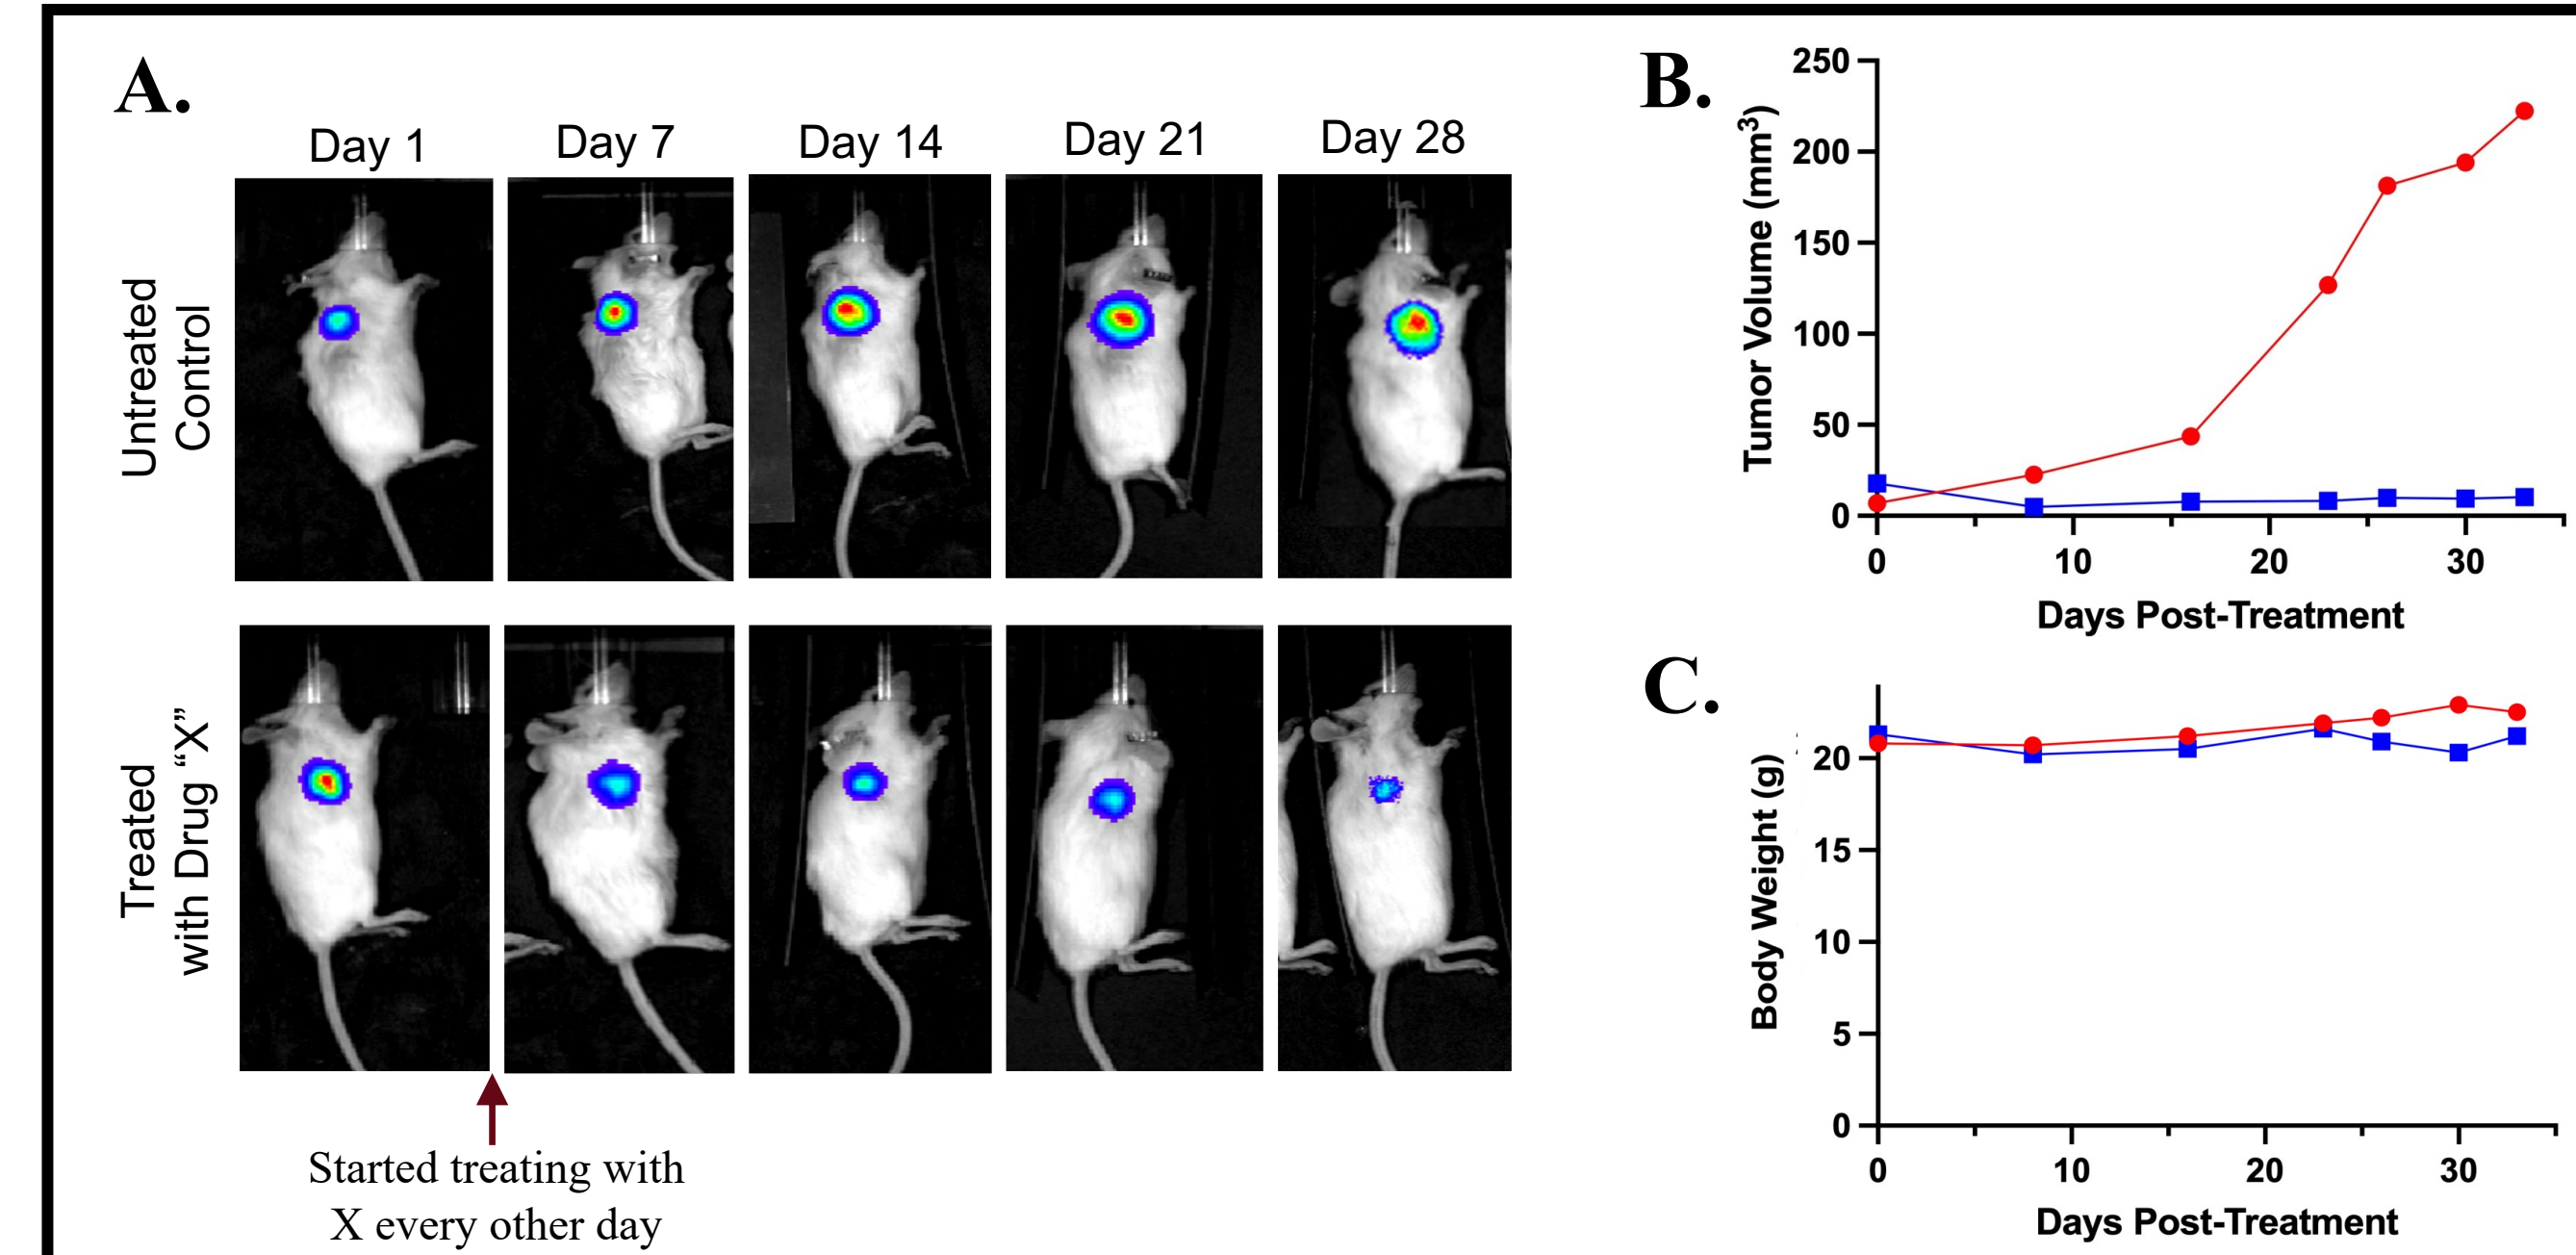 A.
Day 1
Day 7
Day 14
Day 21
Day 28
Untreated
Control
Treated
with Drug “X”
Started treating with
X every other day
B.
Tumor Volume (mm³)
250
200
150
100
50
0
0 10 20 30
Days Post-Treatment
C.
Body Weight (g)
20
15
10
5
0
0 10 20 30
Days Post-Treatment